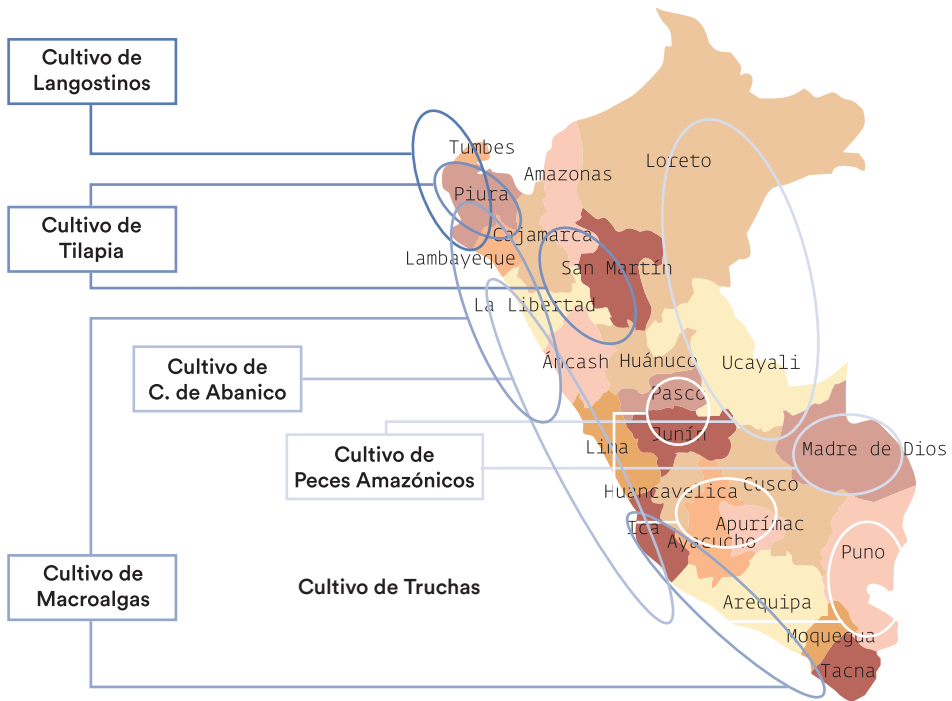 Cultivo de
Langostinos
Tumbes
Loreto
Amazonas
Piura
Cultivo de
Tilapia
Cajamarca
Lambayeque
San Martín
La Libertad
Cultivo de
C. de Abanico
Áncash
Huánuco
Ucayali
Pasco
Junín
Lima
Madre de Dios
Cultivo de
Peces Amazónicos
Huancavelica
Cusco
Ica
Apurímac
Ayacucho
Puno
Cultivo de
Macroalgas
Cultivo de Truchas
Arequipa
Moquegua
Tacna